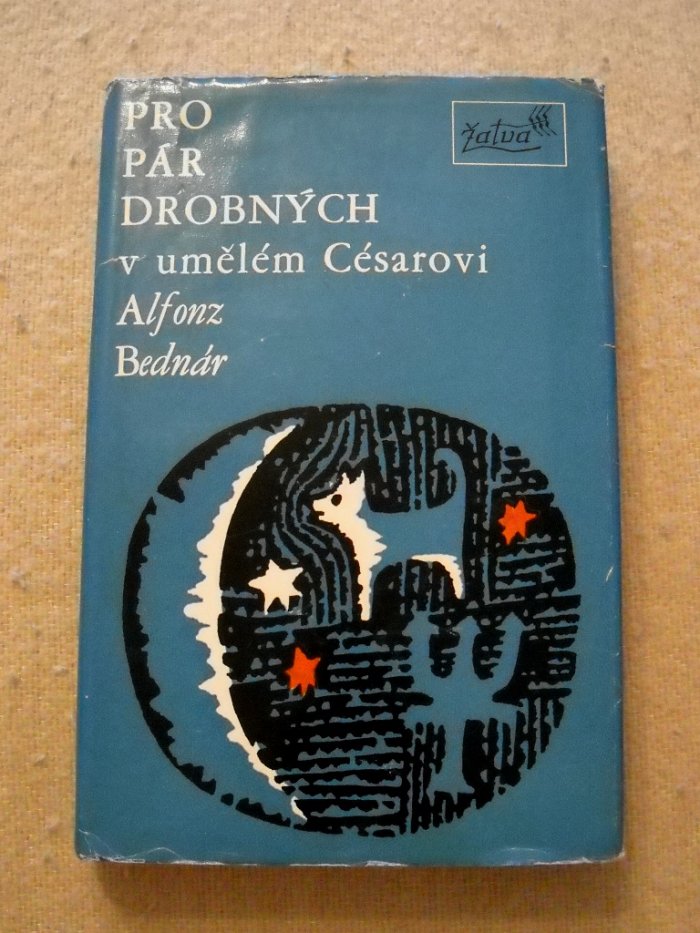 PRO
PÁR
DROBNÝCH
v umělém Césarovi
Alfonz
Bednár
Žatva